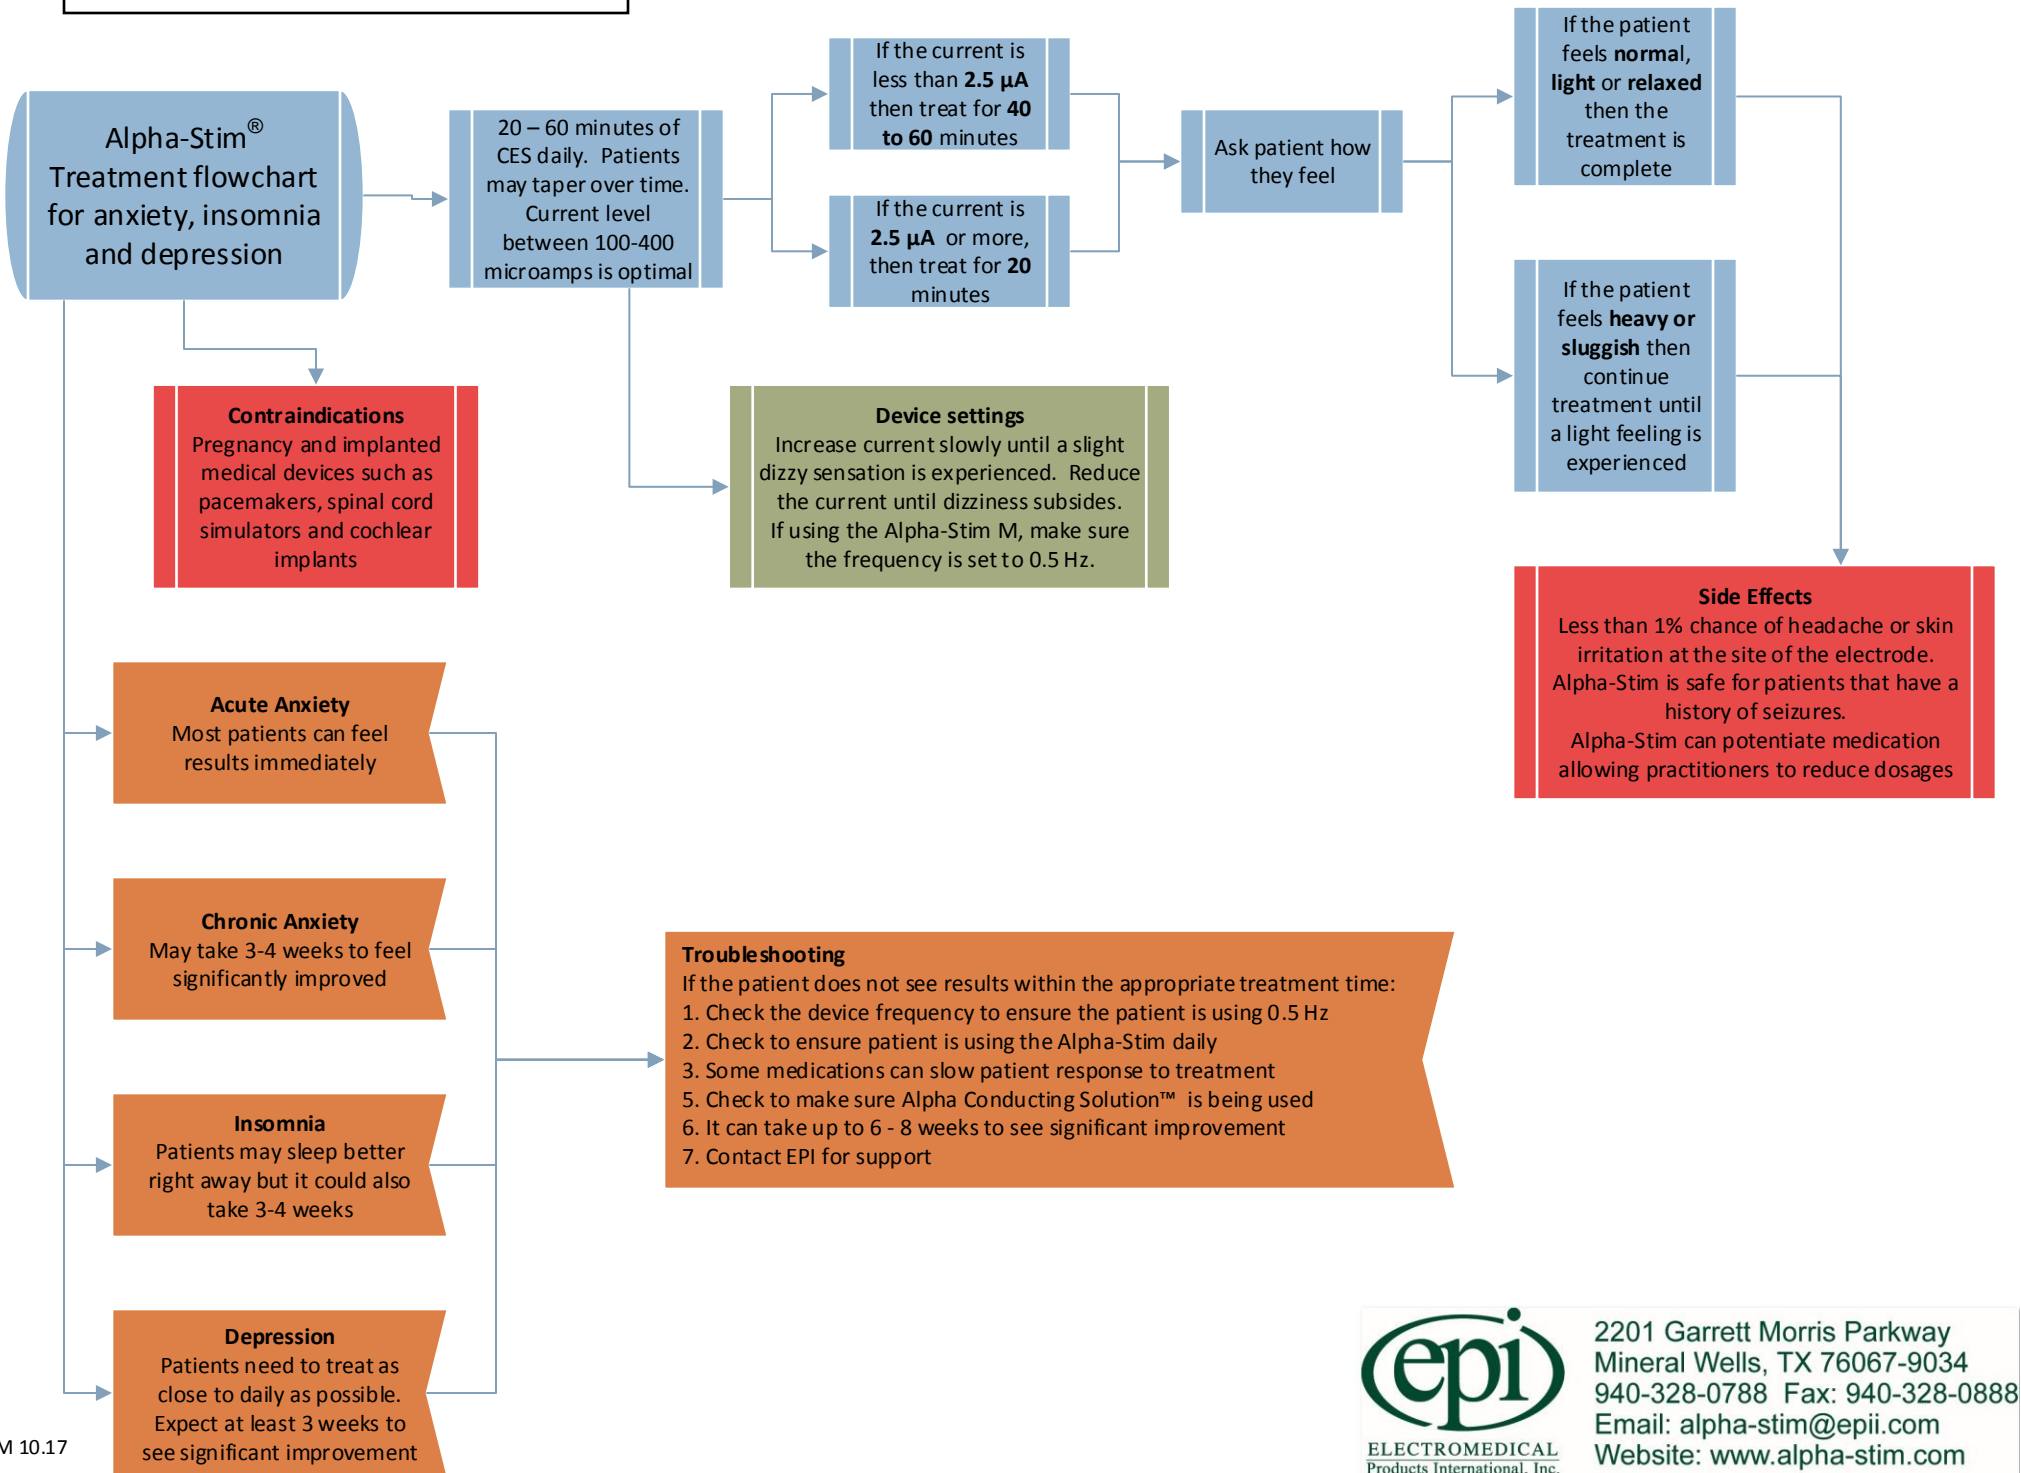 Alpha-Stim®
Treatment flowchart
for anxiety, insomnia
and depression
20 – 60 minutes of
CES daily.  Patients
may taper over time.
Current level
between 100-400
microamps is optimal
If the current is
less than 2.5 µA
then treat for 40
to 60 minutes
If the current is
2.5 µA  or more,
then treat for 20
minutes
Ask patient how
they feel
If the patient
feels normal,
light or relaxed
then the
treatment is
complete
If the patient
feels heavy or
sluggish then
continue
treatment until
a light feeling is
experienced
Contraindications
Pregnancy and implanted
medical devices such as
pacemakers, spinal cord
simulators and cochlear
implants
Device settings
Increase current slowly until a slight
dizzy sensation is experienced.  Reduce
the current until dizziness subsides.
If using the Alpha-Stim M, make sure
the frequency is set to 0.5 Hz.
Side Effects
Less than 1% chance of headache or skin
irritation at the site of the electrode.
Alpha-Stim is safe for patients that have a
history of seizures.
Alpha-Stim can potentiate medication
allowing practitioners to reduce dosages
Acute Anxiety
Most patients can feel
results immediately
Chronic Anxiety
May take 3-4 weeks to feel
significantly improved
Insomnia
Patients may sleep better
right away but it could also
take 3-4 weeks
Depression
Patients need to treat as
close to daily as possible.
Expect at least 3 weeks to
see significant improvement
Troubleshooting
If the patient does not see results within the appropriate treatment time:
1. Check the device frequency to ensure the patient is using 0.5 Hz
2. Check to ensure patient is using the Alpha-Stim daily
3. Some medications can slow patient response to treatment
5. Check to make sure Alpha Conducting Solution™  is being used
6. It can take up to 6 - 8 weeks to see significant improvement
7. Contact EPI for support
M 10.17
epi
ELECTROMEDICAL
Products International, Inc.
2201 Garrett Morris Parkway
Mineral Wells, TX 76067-9034
940-328-0788  Fax: 940-328-0888
Email: alpha-stim@epii.com
Website: www.alpha-stim.com